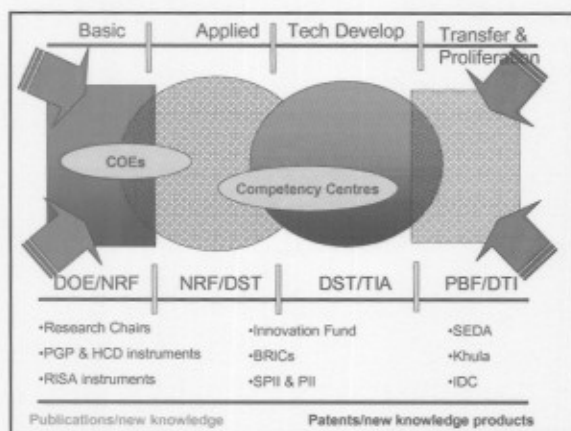 Basic Applied Tech Develop Transfer &
Proliferation
COEs
Competency Centres
DOE/NRF NRF/DST DST/TIA PBF/DTI
•Research Chairs •Innovation Fund •SEDA
•PGP & HCD instruments •BRICs •Khula
•RISA instruments •SPII & PII •IDC
Publications/new knowledge Patents/new knowledge products